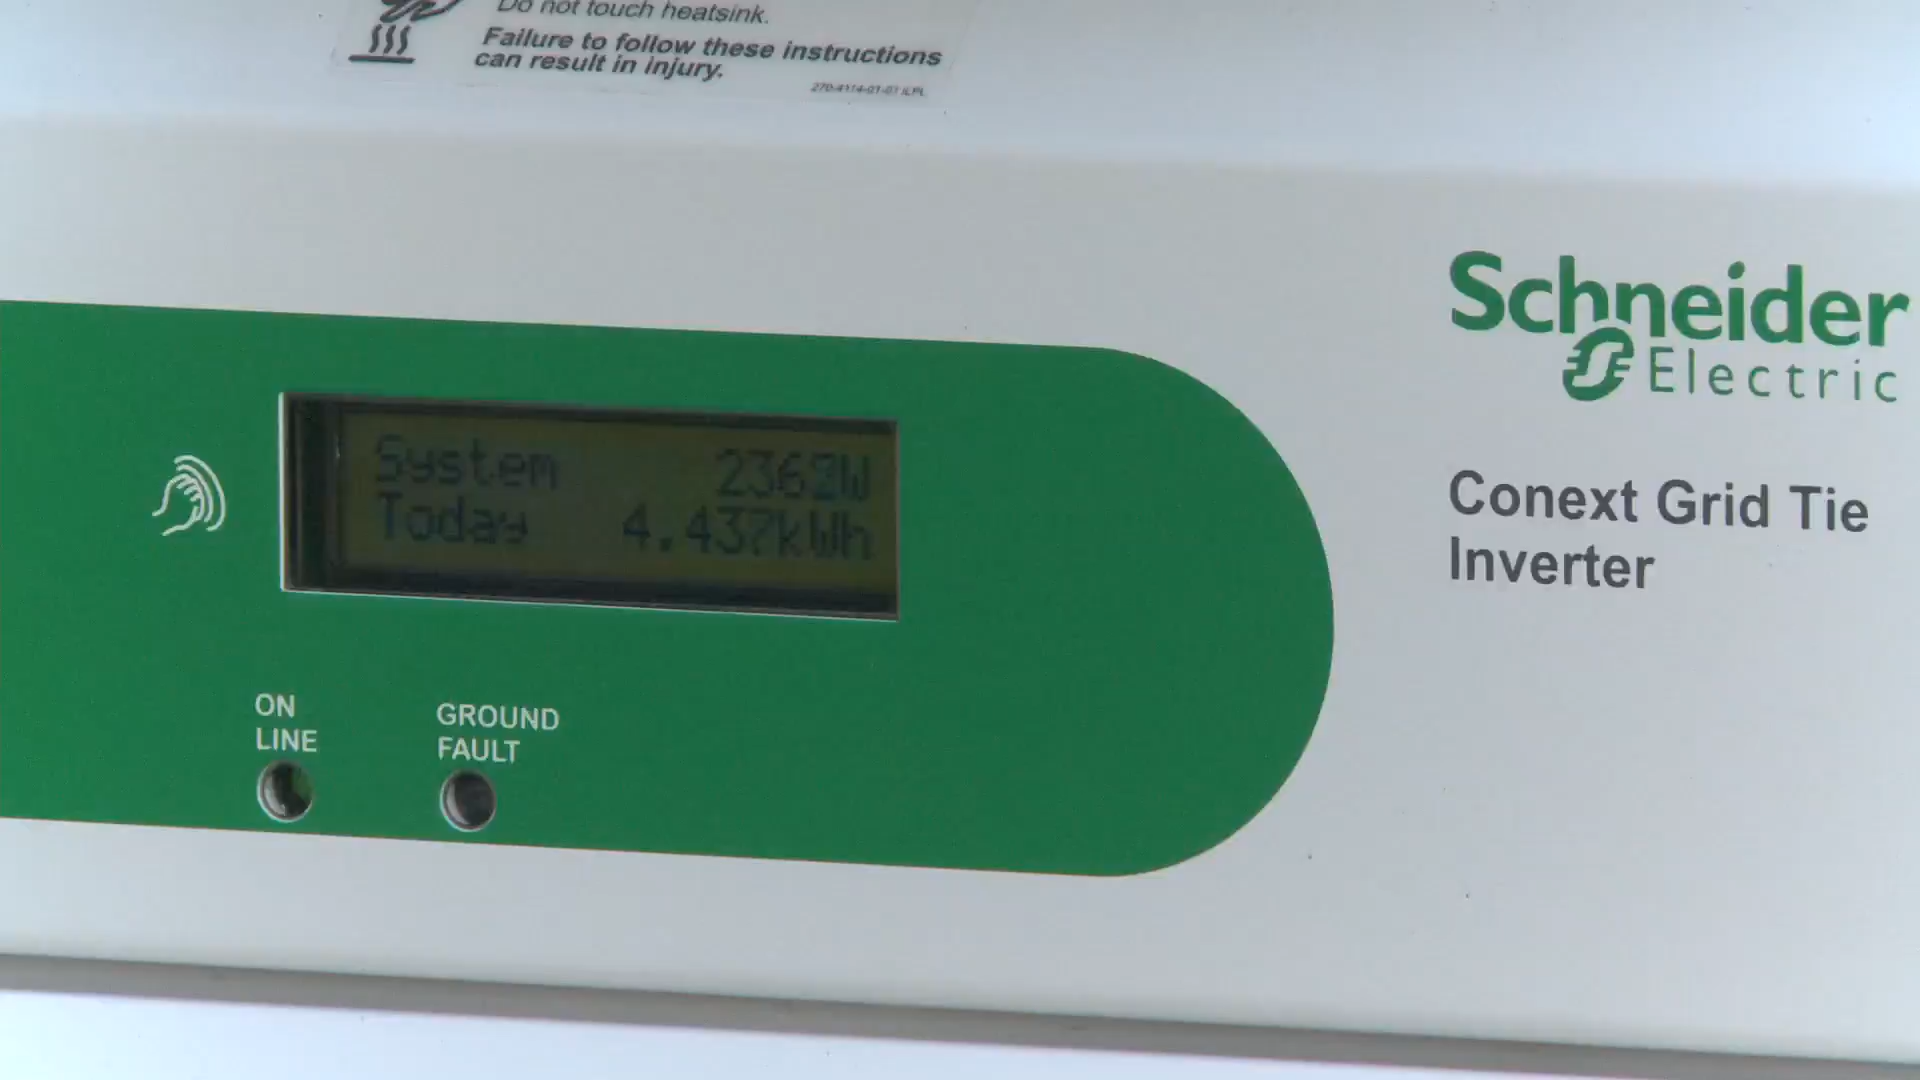 Do not touch heatsink.
Failure to follow these instructions
can result in injury.
Schneider
Electric
Conext Grid Tie
Inverter
System
Today 4.437kWh
ON
LINE
GROUND
FAULT